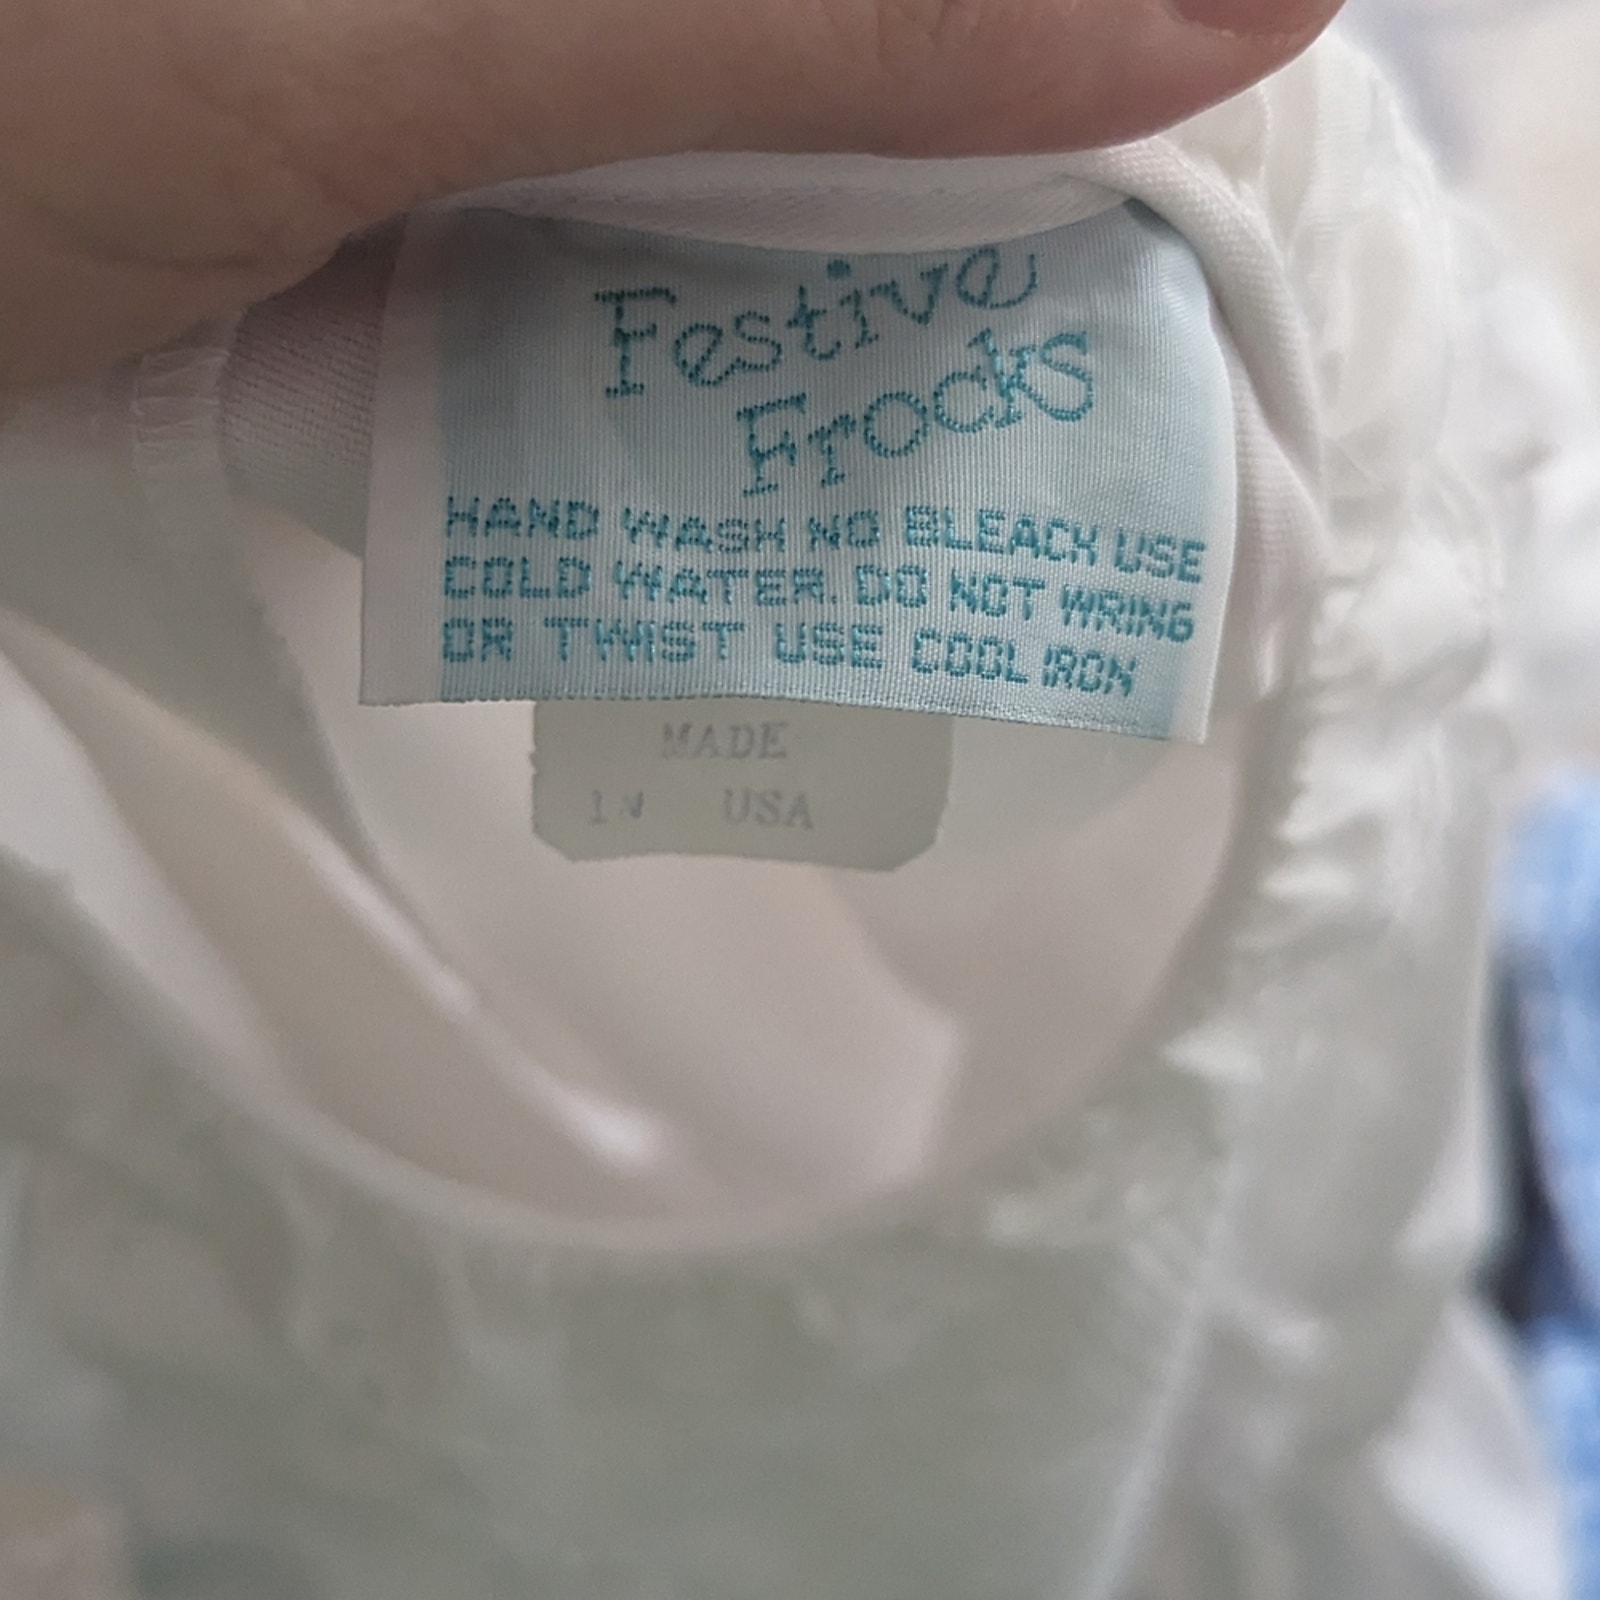 Festive
Frocks
HAND WASH NO BLEACH USE
COLD WATER. DO NOT WRING
OR TWIST USE COOL IRON
MADE
IN USA